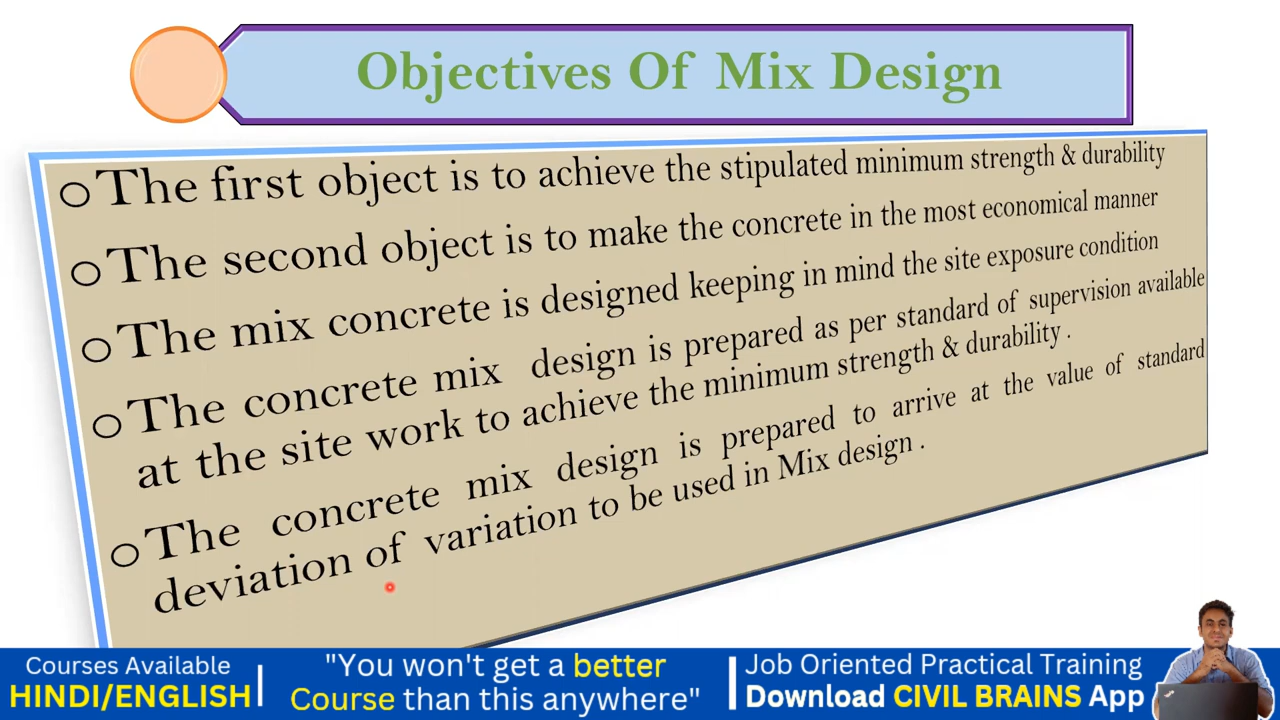 Objectives Of Mix Design
The first object is to achieve the stipulated minimum strength & durability
The second object is to make the concrete in the most economical manner
The mix concrete is designed keeping in mind the site exposure condition
The concrete mix design is prepared as per standard of supervision available
at the site work to achieve the minimum strength & durability .
The concrete mix design is prepared to arrive at the value of standard
deviation of variation to be used in Mix design .
Courses Available
HINDI/ENGLISH
"You won't get a better
Course than this anywhere"
Job Oriented Practical Training
Download CIVIL BRAINS App